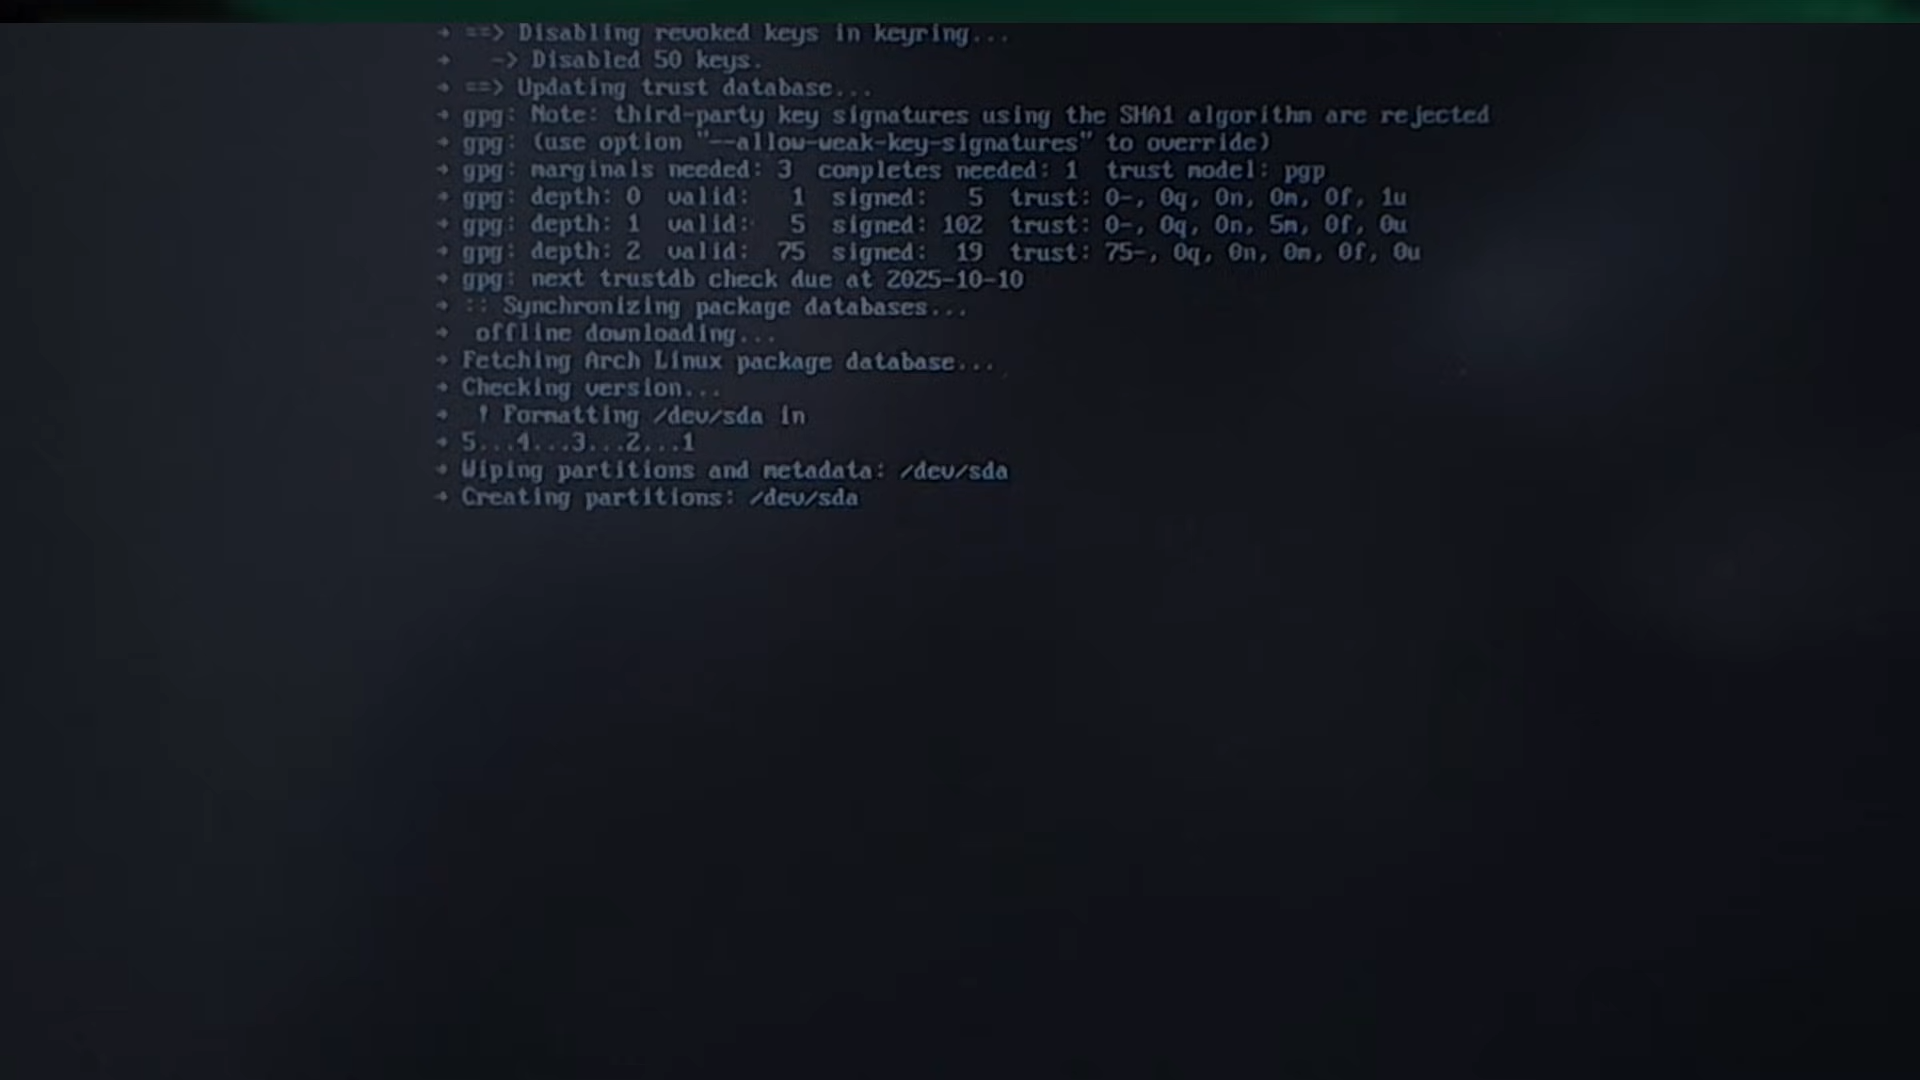 → ==> Disabling revoked keys in keyring...
→   -> Disabled 50 keys.
→ ==> Updating trust database...
→ gpg: Note: third-party key signatures using the SHA1 algorithm are rejected
→ gpg: (use option "--allow-weak-key-signatures" to override)
→ gpg: marginals needed: 3  completes needed: 1  trust model: pgp
→ gpg: depth: 0  valid:   1  signed:   5  trust: 0-, 0q, 0n, 0m, 0f, 1u
→ gpg: depth: 1  valid:   5  signed: 102  trust: 0-, 0q, 0n, 5m, 0f, 0u
→ gpg: depth: 2  valid:  75  signed:  19  trust: 75-, 0q, 0n, 0m, 0f, 0u
→ gpg: next trustdb check due at 2025-10-10
→ :: Synchronizing package databases...
→  offline downloading...
→ Fetching Arch Linux package database...
→ Checking version...
→  ! Formatting /dev/sda in
→ 5...4...3...2...1
→ Wiping partitions and metadata: /dev/sda
→ Creating partitions: /dev/sda